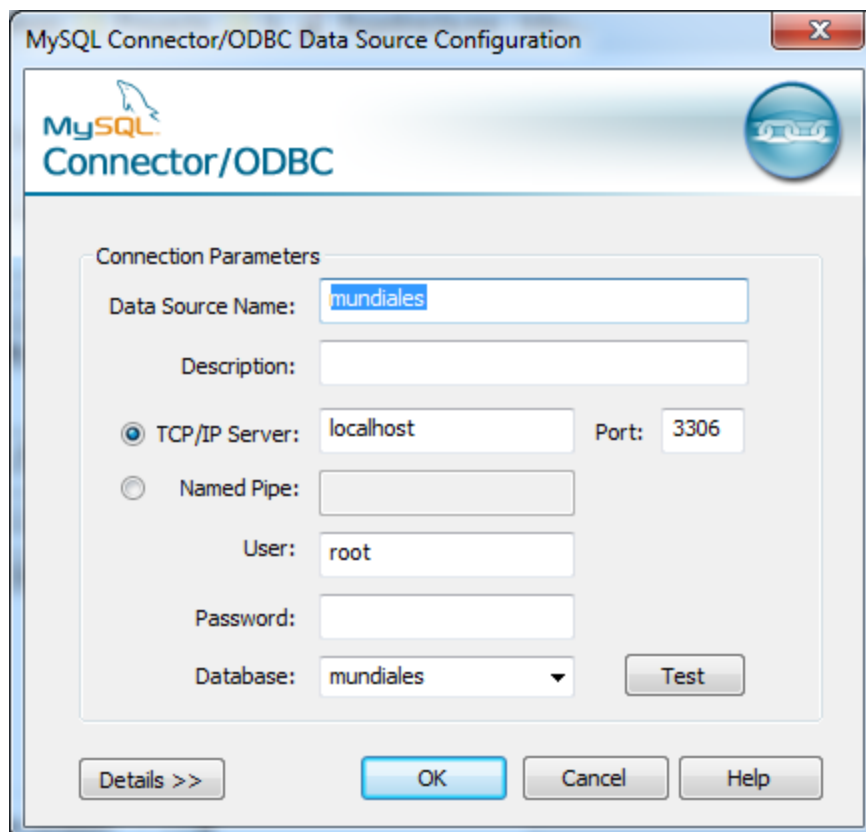 MySQL Connector/ODBC Data Source Configuration
MySQL
Connector/ODBC
Connection Parameters
Data Source Name: mundiales
Description:
TCP/IP Server: localhost Port: 3306
Named Pipe:
User: root
Password:
Database: mundiales Test
Details >> OK Cancel Help